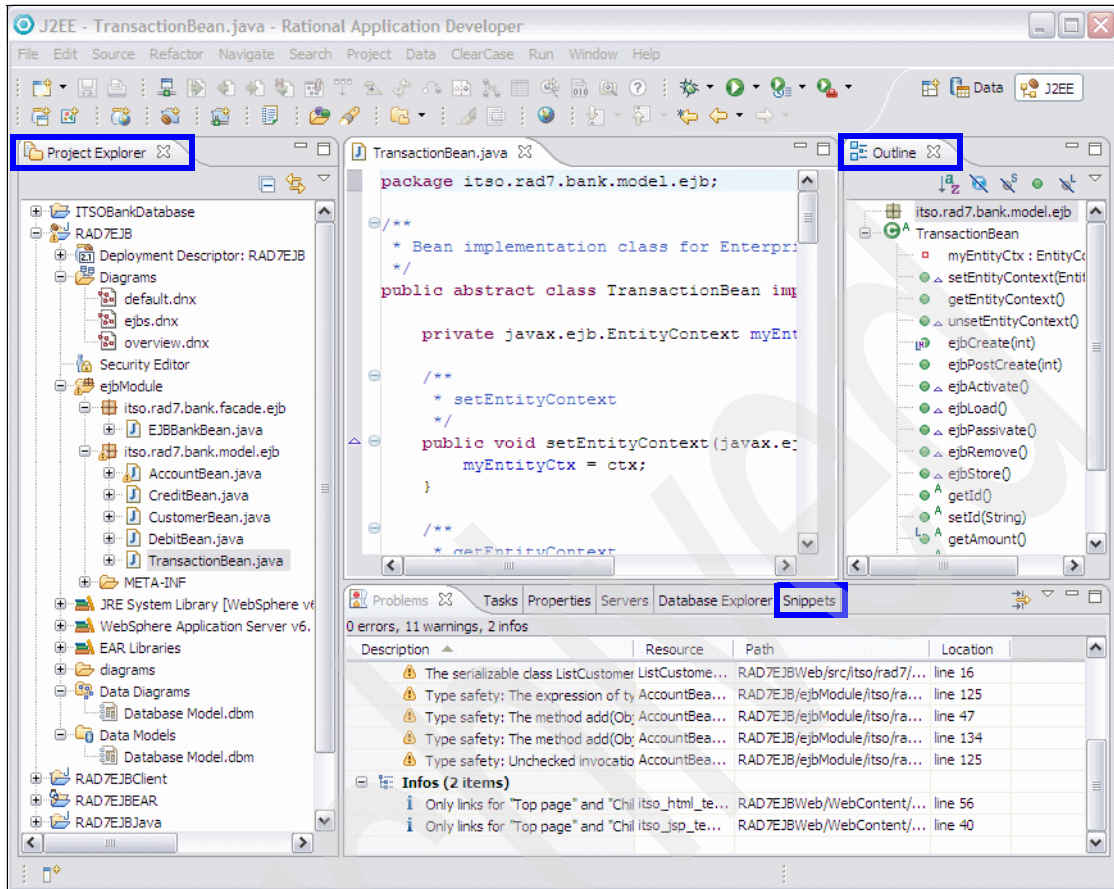 J2EE - TransactionBean.java - Rational Application Developer
File Edit Source Refactor Navigate Search Project Data ClearCase Run Window Help
Data J2EE
Project Explorer
ITSOBankDatabase
RAD7EJB
Deployment Descriptor: RAD7EJB
Diagrams
default.dnx
ejbs.dnx
overview.dnx
Security Editor
ejbModule
itso.rad7.bank.facade.ejb
EJBBankBean.java
itso.rad7.bank.model.ejb
AccountBean.java
CreditBean.java
CustomerBean.java
DebitBean.java
TransactionBean.java
META-INF
JRE System Library [WebSphere v6
WebSphere Application Server v6.
EAR Libraries
diagrams
Data Diagrams
Database Model.dbm
Data Models
Database Model.dbm
RAD7EJBClient
RAD7EJBEAR
RAD7EJBJava
TransactionBean.java
package itso.rad7.bank.model.ejb;
/**
* Bean implementation class for Enterpri
*/
public abstract class TransactionBean imp
private javax.ejb.EntityContext myEnt
/**
* setEntityContext
*/
public void setEntityContext(javax.ej
myEntityCtx = ctx;
}
/**
* getEntityContext
Outline
itso.rad7.bank.model.ejb
TransactionBean
myEntityCtx : EntityCo
setEntityContext(Entit
getEntityContext()
unsetEntityContext()
ejbCreate(int)
ejbPostCreate(int)
ejbActivate()
ejbLoad()
ejbPassivate()
ejbRemove()
ejbStore()
getId()
setId(String)
getAmount()
Problems Tasks Properties Servers Database Explorer Snippets
0 errors, 11 warnings, 2 infos
Description Resource Path Location
The serializable class ListCustomer ListCustome... RAD7EJBWeb/src/itso/rad7/... line 16
Type safety: The expression of ty AccountBea... RAD7EJB/ejbModule/itso/ra... line 125
Type safety: The method add(Obj AccountBea... RAD7EJB/ejbModule/itso/ra... line 47
Type safety: The method add(Obj AccountBea... RAD7EJB/ejbModule/itso/ra... line 134
Type safety: Unchecked invocatio AccountBea... RAD7EJB/ejbModule/itso/ra... line 125
Infos (2 items)
Only links for "Top page" and "Chil itso_html_te... RAD7EJBWeb/WebContent/... line 56
Only links for "Top page" and "Chil itso_jsp_te... RAD7EJBWeb/WebContent/... line 40